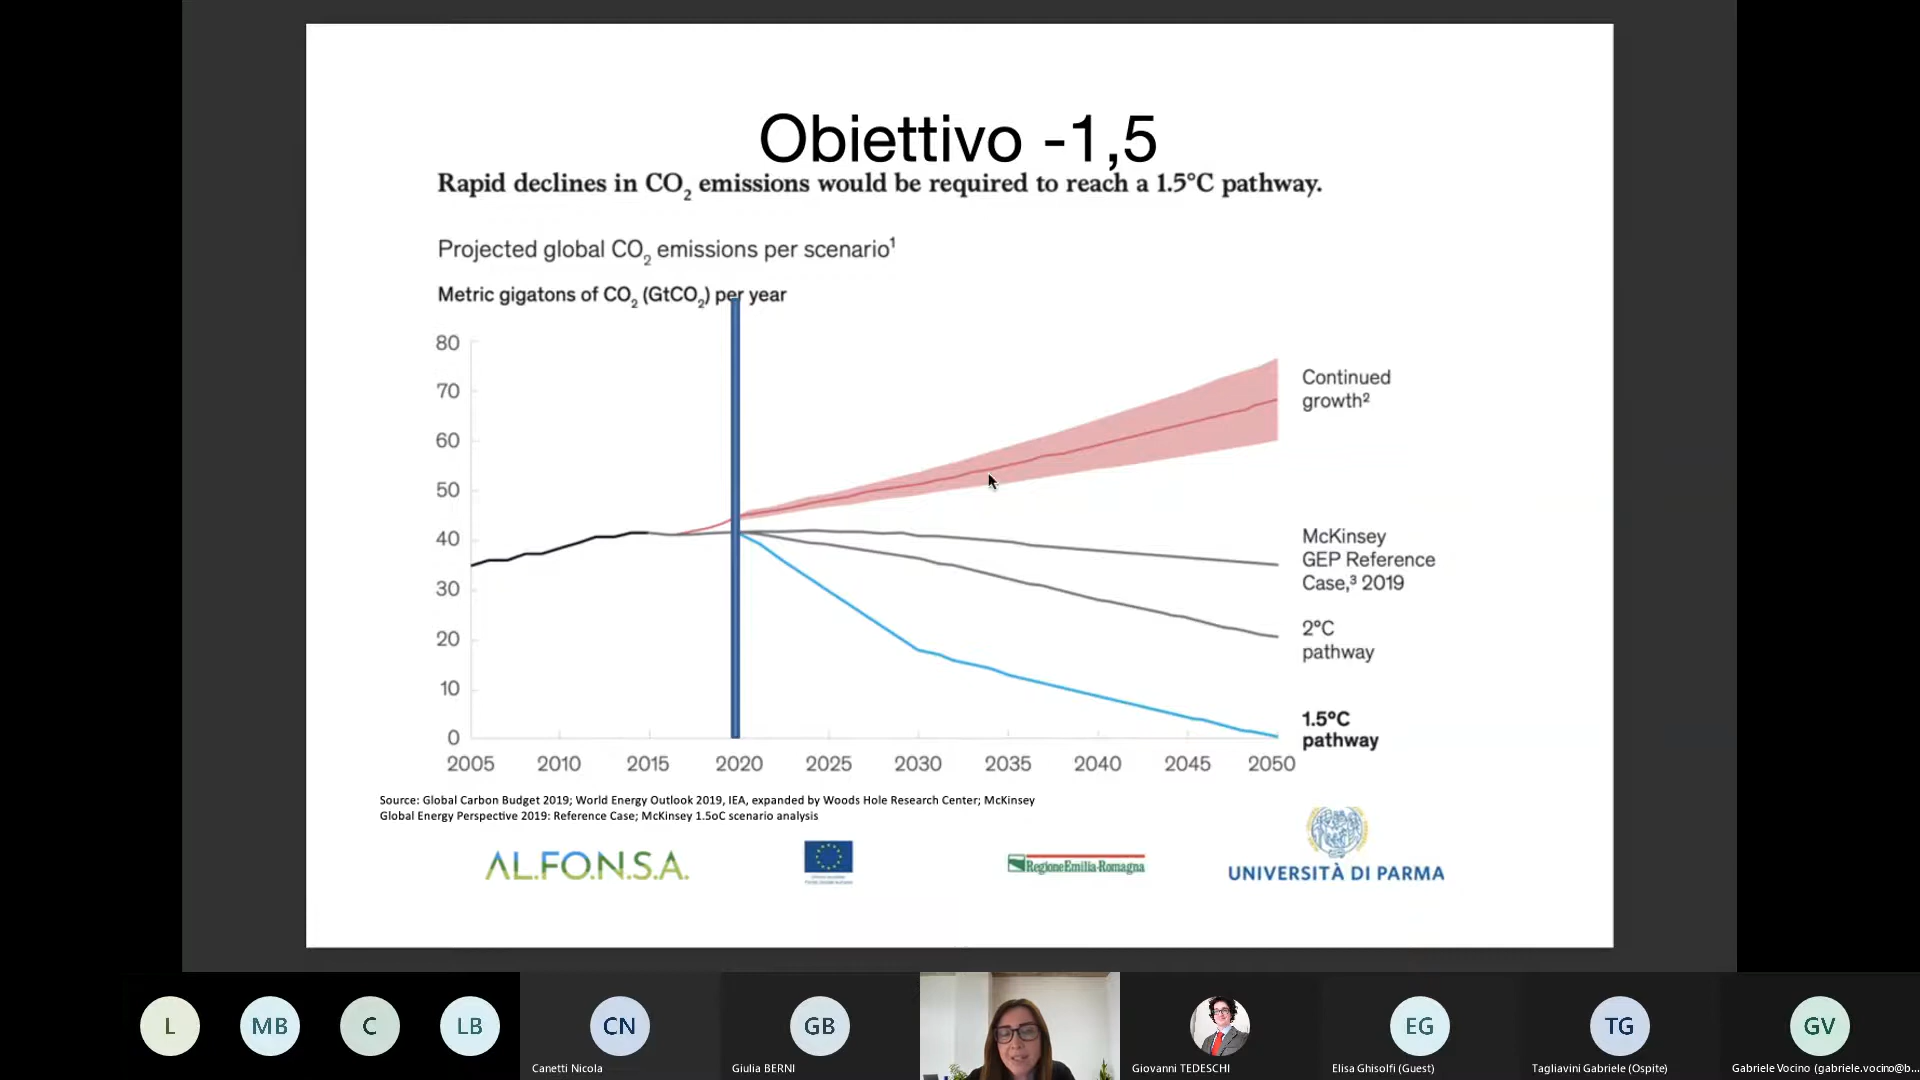 Obiettivo -1,5
Rapid declines in CO2 emissions would be required to reach a 1.5°C pathway.
Projected global CO2 emissions per scenario¹
Metric gigatons of CO2 (GtCO2) per year
80
70
60
50
40
30
20
10
0
2005 2010 2015 2020 2025 2030 2035 2040 2045 2050
Continued
growth²
McKinsey
GEP Reference
Case,³ 2019
2°C
pathway
1.5°C
pathway
Source: Global Carbon Budget 2019; World Energy Outlook 2019, IEA, expanded by Woods Hole Research Center; McKinsey
Global Energy Perspective 2019: Reference Case; McKinsey 1.5oC scenario analysis
AL.FO.N.S.A.
RegioneEmilia-Romagna
UNIVERSITÀ DI PARMA
L MB C LB CN GB EG TG GV
Canetti Nicola
Giulia BERNI
Giovanni TEDESCHI
Elisa Ghisolfi (Guest)
Tagliavini Gabriele (Ospite)
Gabriele Vocino (gabriele.vocino@b...